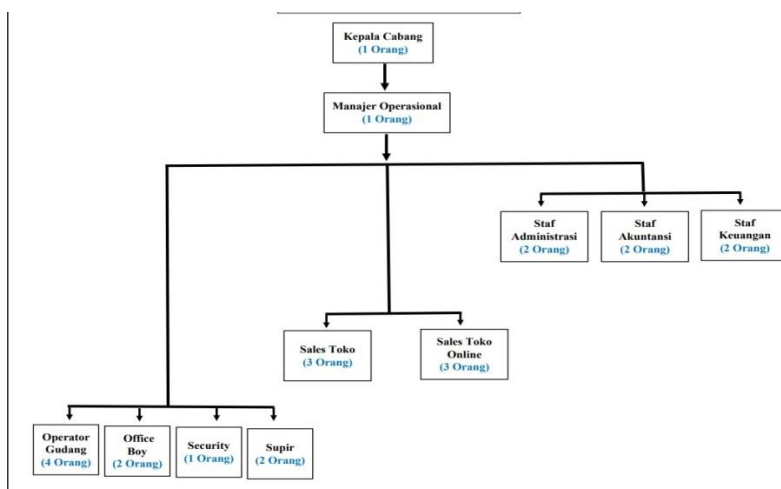 Kepala Cabang
(1 Orang)
Manajer Operasional
(1 Orang)
Staf
Administrasi
(2 Orang)
Staf
Akuntansi
(2 Orang)
Staf
Keuangan
(2 Orang)
Sales Toko
(3 Orang)
Sales Toko
Online
(3 Orang)
Operator
Gudang
(4 Orang)
Office
Boy
(2 Orang)
Security
(1 Orang)
Supir
(2 Orang)